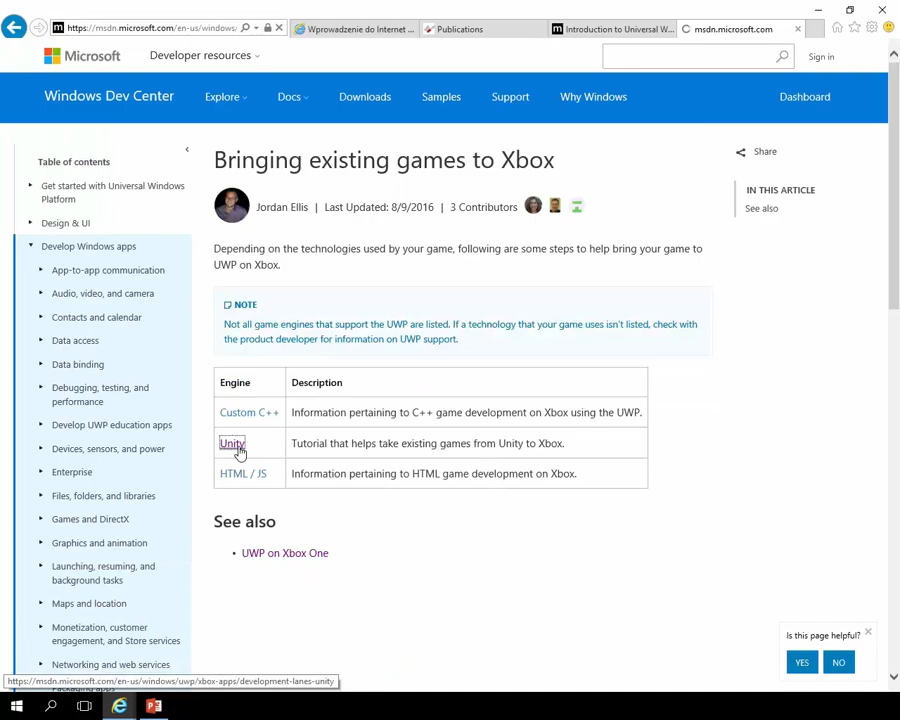 https://msdn.microsoft.com/en-us/windows/
Wprowadzenie do Internet ...
Publications
Introduction to Universal W...
msdn.microsoft.com
Microsoft
Developer resources
Sign in
Windows Dev Center
Explore
Docs
Downloads
Samples
Support
Why Windows
Dashboard
Table of contents
Get started with Universal Windows
Platform
Design & UI
Develop Windows apps
App-to-app communication
Audio, video, and camera
Contacts and calendar
Data access
Data binding
Debugging, testing, and
performance
Develop UWP education apps
Devices, sensors, and power
Enterprise
Files, folders, and libraries
Games and DirectX
Graphics and animation
Launching, resuming, and
background tasks
Maps and location
Monetization, customer
engagement, and Store services
Networking and web services
Packaging apps
Bringing existing games to Xbox
Jordan Ellis | Last Updated: 8/9/2016 | 3 Contributors
Depending on the technologies used by your game, following are some steps to help bring your game to
UWP on Xbox.
NOTE
Not all game engines that support the UWP are listed. If a technology that your game uses isn't listed, check with
the product developer for information on UWP support.
Engine Description
Custom C++ Information pertaining to C++ game development on Xbox using the UWP.
Unity Tutorial that helps take existing games from Unity to Xbox.
HTML / JS Information pertaining to HTML game development on Xbox.
See also
• UWP on Xbox One
Share
IN THIS ARTICLE
See also
Is this page helpful?
YES
NO
https://msdn.microsoft.com/en-us/windows/uwp/xbox-apps/development-lanes-unity